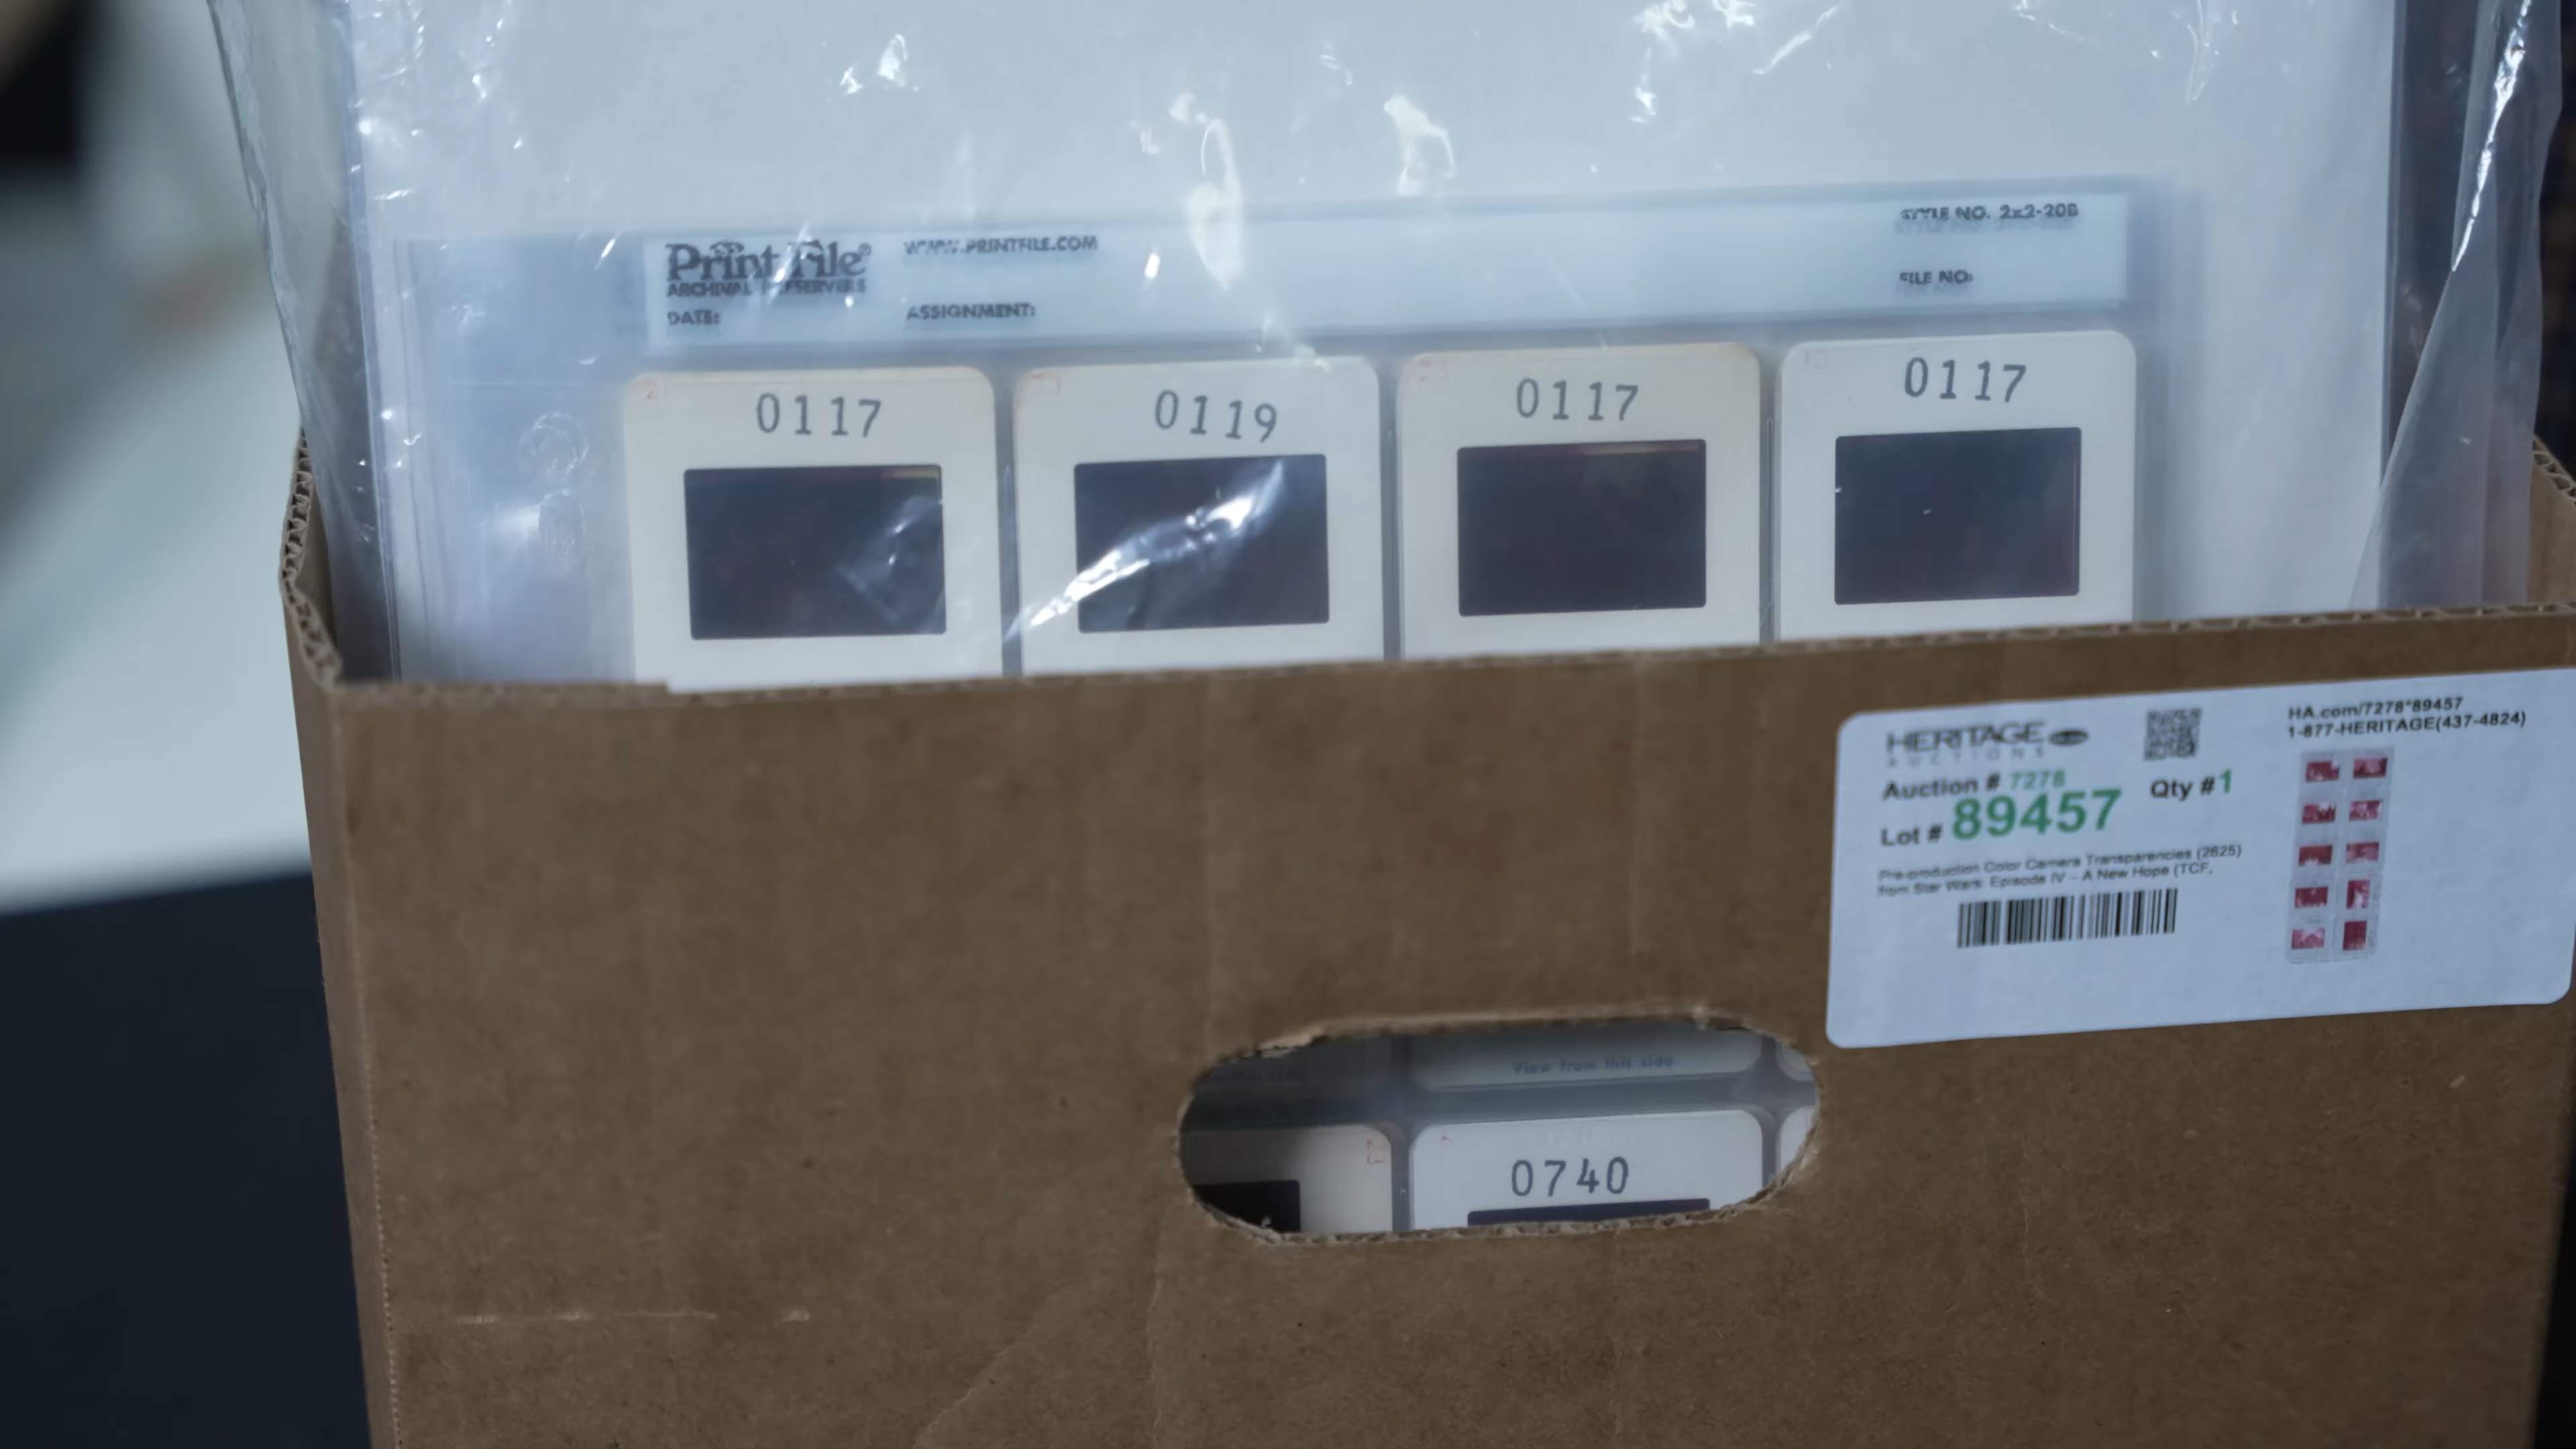 Print File®
WWW.PRINTFILE.COM
STYLE NO. 2x2-20B
ARCHIVAL PRESERVERS
FILE NO:
DATE:
ASSIGNMENT:
0117
0119
0117
0117
HERITAGE
AUCTIONS
HA.com/7278*89457
1-877-HERITAGE(437-4824)
Auction # 7278
Qty #1
Lot # 89457
Pre-production Color Camera Transparencies (2625)
from Star Wars: Episode IV – A New Hope (TCF,
View from this side
0740